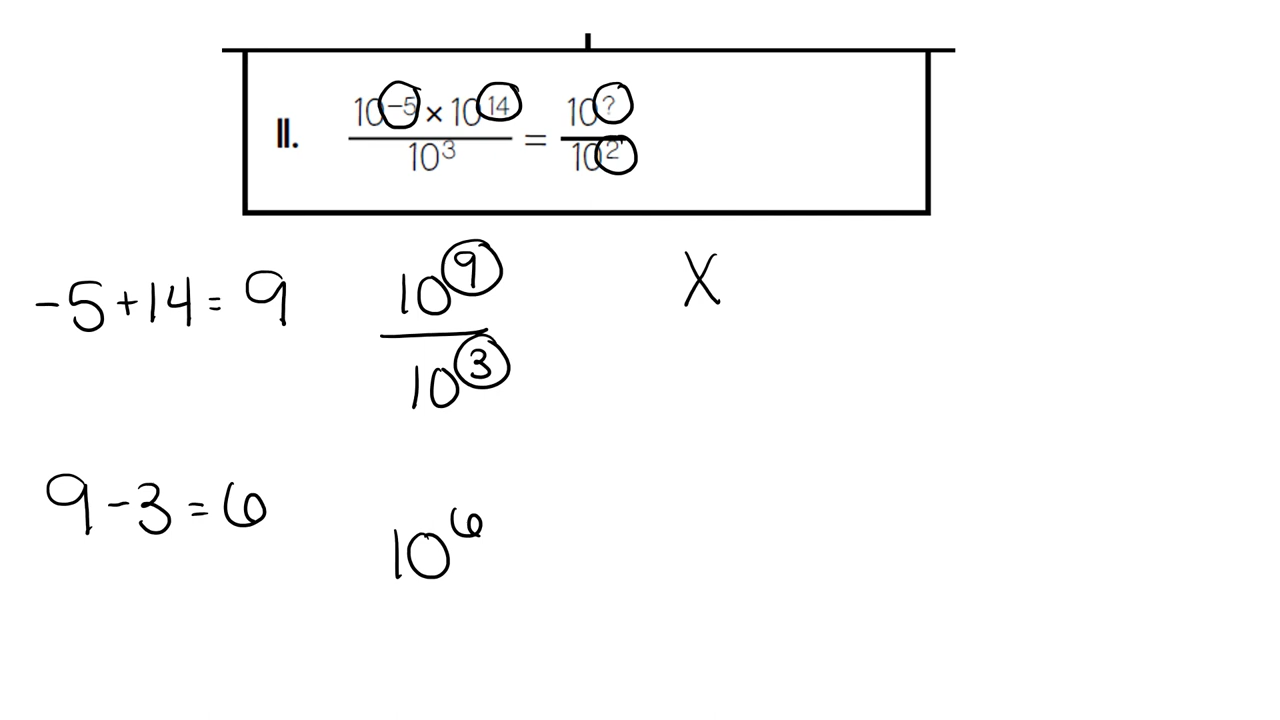 II. 10^{-5} × 10^{14} / 10^3 = 10^? / 10^2
-5+14=9
10^9 / 10^3
X
9-3=6
10^6